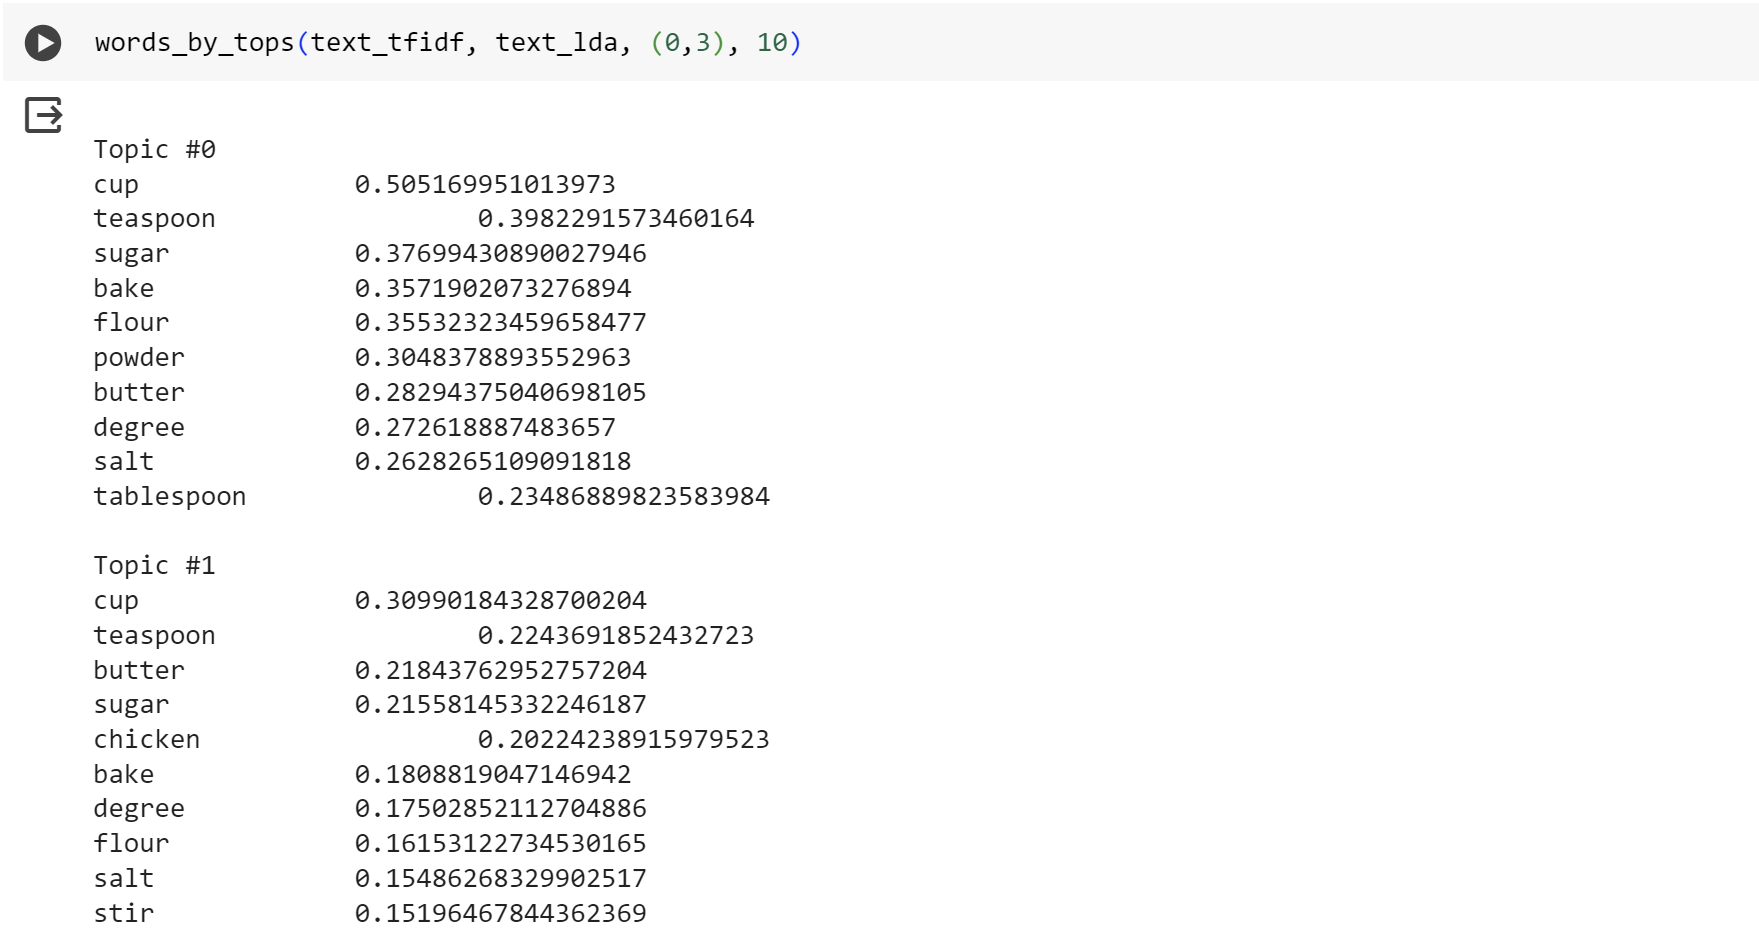 words_by_tops(text_tfidf, text_lda, (0,3), 10)
Topic #0
cup 0.505169951013973
teaspoon 0.3982291573460164
sugar 0.37699430890027946
bake 0.3571902073276894
flour 0.35532323459658477
powder 0.3048378893552963
butter 0.28294375040698105
degree 0.272618887483657
salt 0.2628265109091818
tablespoon 0.23486889823583984
Topic #1
cup 0.30990184328700204
teaspoon 0.2243691852432723
butter 0.21843762952757204
sugar 0.21558145332246187
chicken 0.20224238915979523
bake 0.1808819047146942
degree 0.17502852112704886
flour 0.16153122734530165
salt 0.15486268329902517
stir 0.15196467844362369